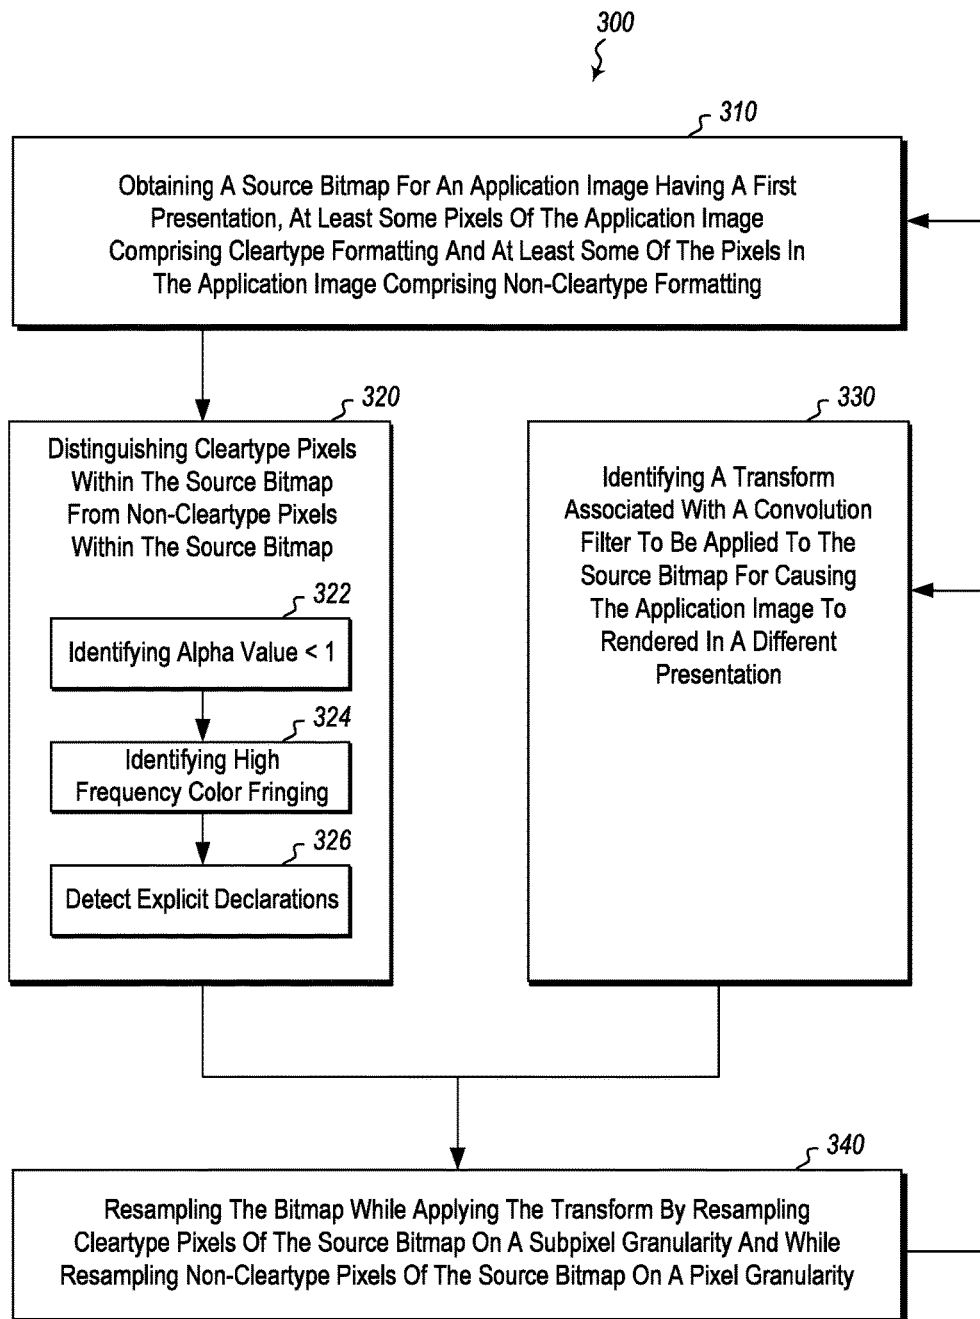 300
310
Obtaining A Source Bitmap For An Application Image Having A First
Presentation, At Least Some Pixels Of The Application Image
Comprising Cleartype Formatting And At Least Some Of The Pixels In
The Application Image Comprising Non-Cleartype Formatting
320
Distinguishing Cleartype Pixels
Within The Source Bitmap
From Non-Cleartype Pixels
Within The Source Bitmap
322
Identifying Alpha Value < 1
324
Identifying High
Frequency Color Fringing
326
Detect Explicit Declarations
330
Identifying A Transform
Associated With A Convolution
Filter To Be Applied To The
Source Bitmap For Causing
The Application Image To
Rendered In A Different
Presentation
340
Resampling The Bitmap While Applying The Transform By Resampling
Cleartype Pixels Of The Source Bitmap On A Subpixel Granularity And While
Resampling Non-Cleartype Pixels Of The Source Bitmap On A Pixel Granularity